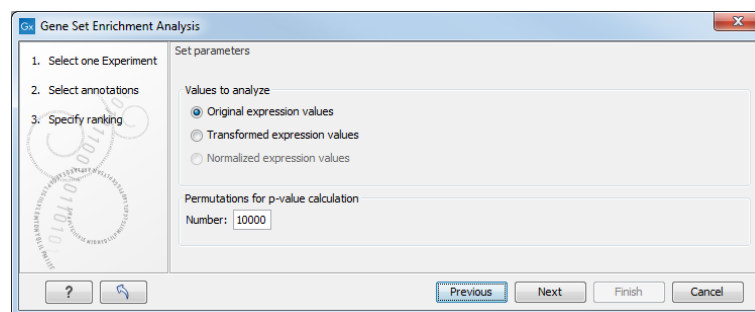 Gx Gene Set Enrichment Analysis
1. Select one Experiment
2. Select annotations
3. Specify ranking
Set parameters
Values to analyze
Original expression values
Transformed expression values
Normalized expression values
Permutations for p-value calculation
Number: 10000
? Previous Next Finish Cancel